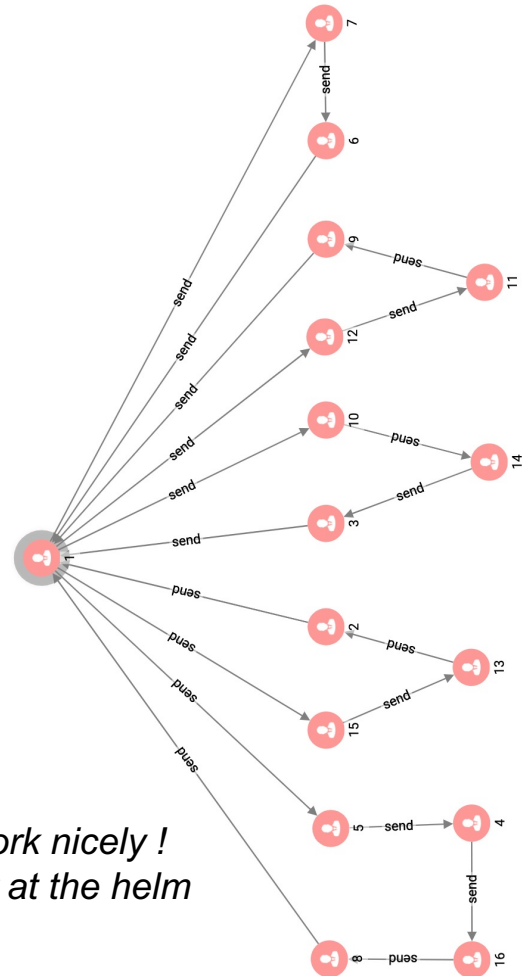 7
send
6
send
send
9
send
11
send
send
12
send
10
send
send
14
send
3
send
1
send
2
send
send
13
send
15
send
send
5
send
4
send
send
8
send
16
ork nicely !
at the helm